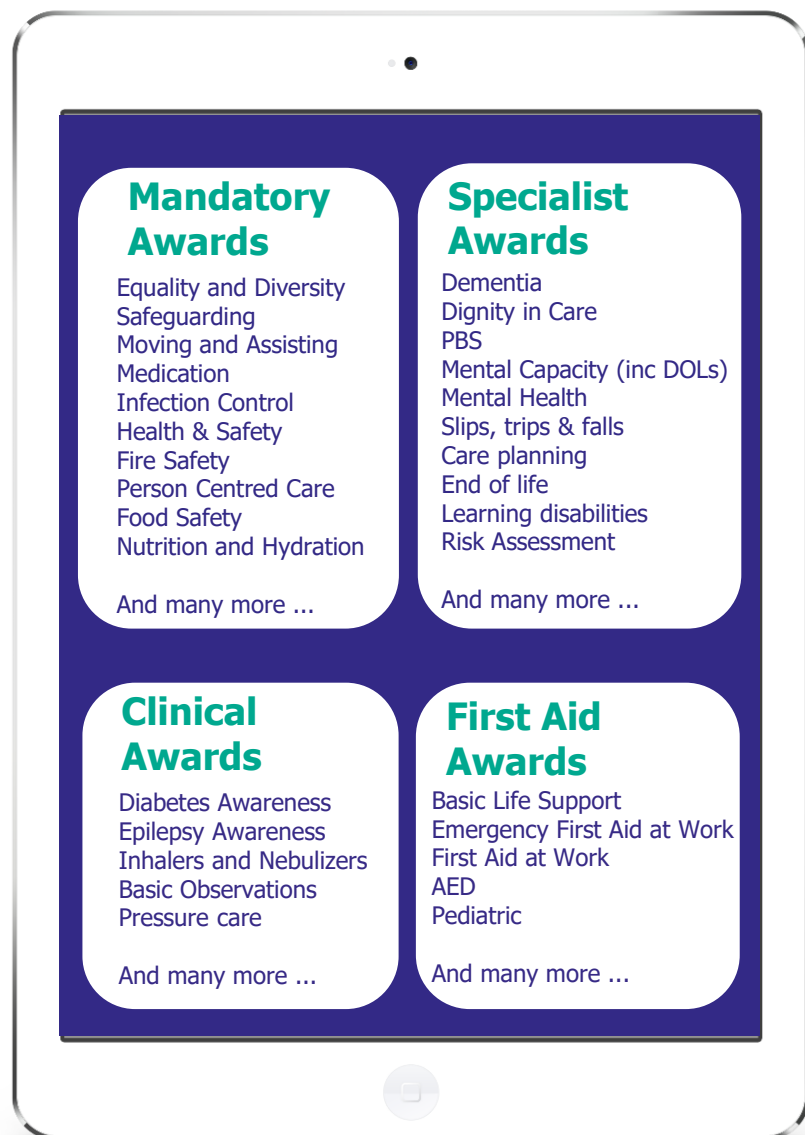 Mandatory
Awards
Equality and Diversity
Safeguarding
Moving and Assisting
Medication
Infection Control
Health & Safety
Fire Safety
Person Centred Care
Food Safety
Nutrition and Hydration
And many more ...
Specialist
Awards
Dementia
Dignity in Care
PBS
Mental Capacity (inc DOLs)
Mental Health
Slips, trips & falls
Care planning
End of life
Learning disabilities
Risk Assessment
And many more ...
Clinical
Awards
Diabetes Awareness
Epilepsy Awareness
Inhalers and Nebulizers
Basic Observations
Pressure care
And many more ...
First Aid
Awards
Basic Life Support
Emergency First Aid at Work
First Aid at Work
AED
Pediatric
And many more ...